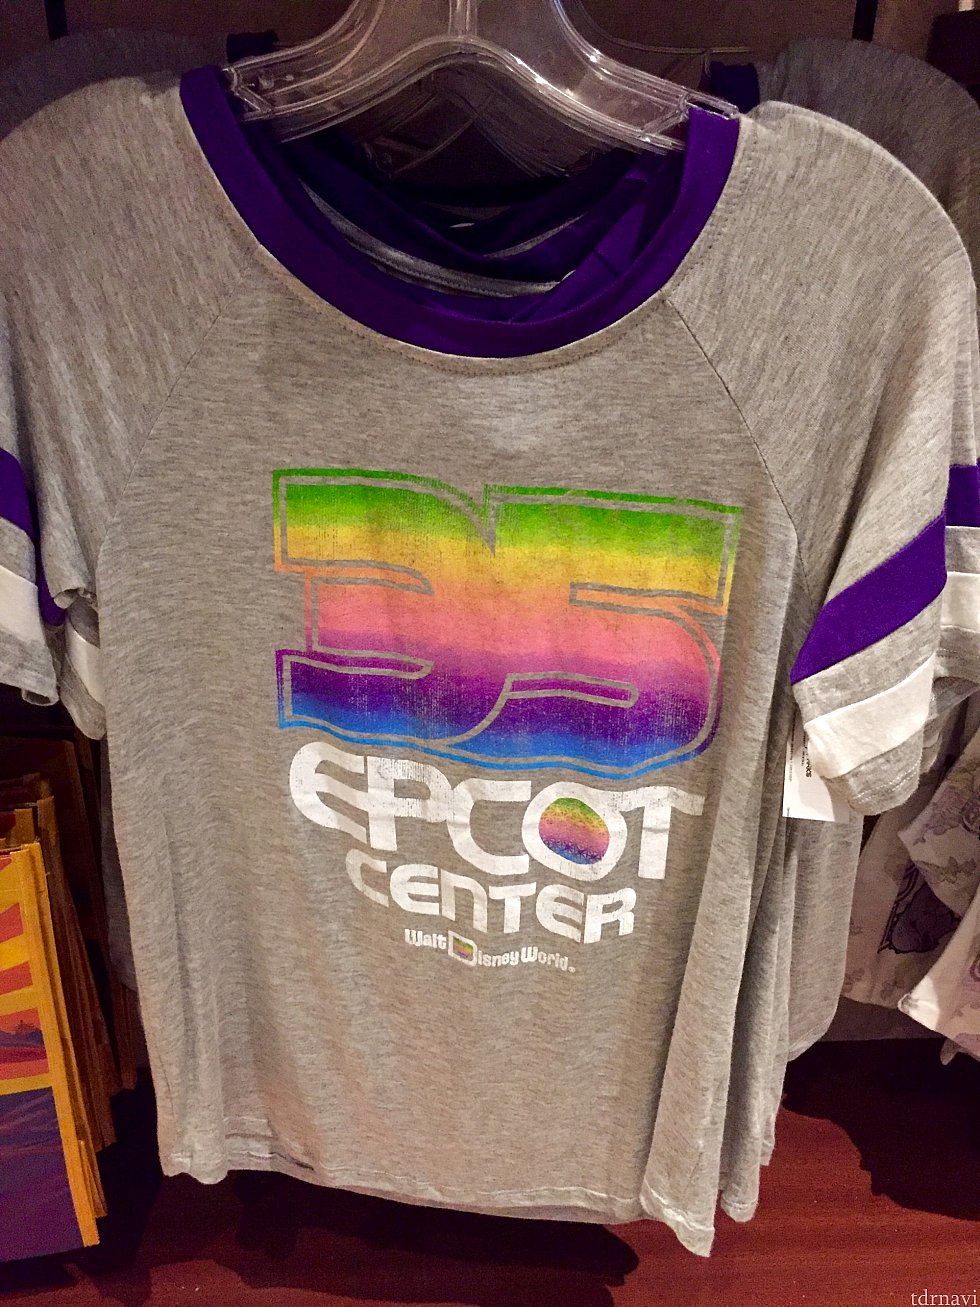 35
EPCOT
CENTER
Walt Disney World.
tdrnavi